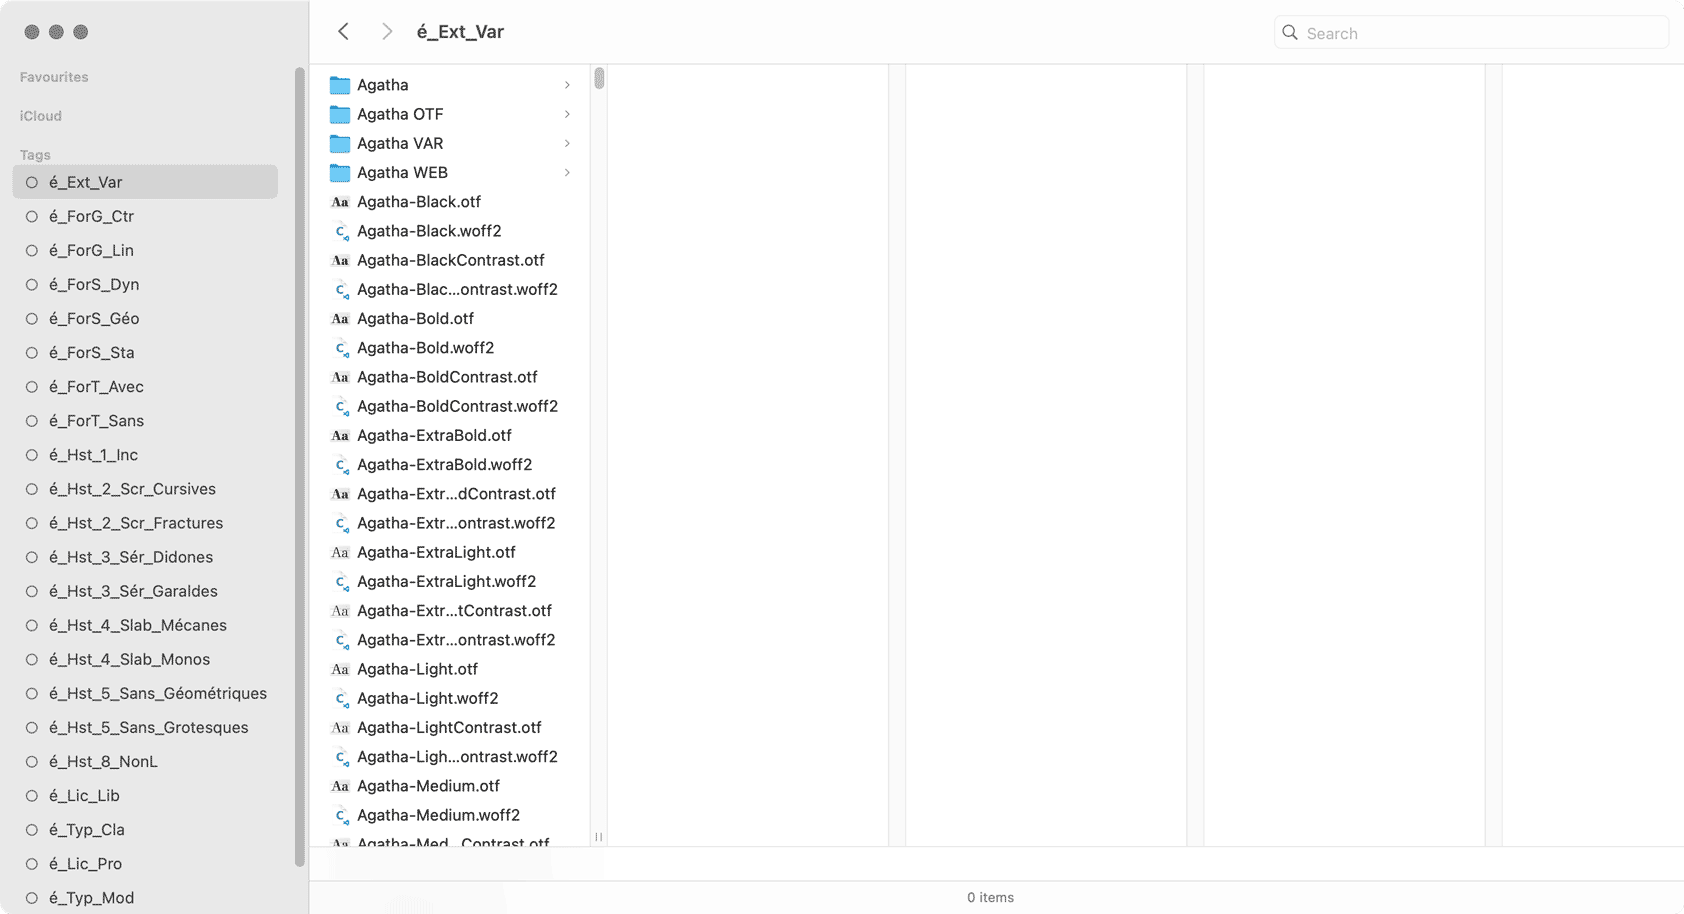 é_Ext_Var
Search
Favourites
iCloud
Tags
é_Ext_Var
é_ForG_Ctr
é_ForG_Lin
é_ForS_Dyn
é_ForS_Géo
é_ForS_Sta
é_ForT_Avec
é_ForT_Sans
é_Hst_1_Inc
é_Hst_2_Scr_Cursives
é_Hst_2_Scr_Fractures
é_Hst_3_Sér_Didones
é_Hst_3_Sér_Garaldes
é_Hst_4_Slab_Mécanes
é_Hst_4_Slab_Monos
é_Hst_5_Sans_Géométriques
é_Hst_5_Sans_Grotesques
é_Hst_8_NonL
é_Lic_Lib
é_Typ_Cla
é_Lic_Pro
é_Typ_Mod
Agatha
Agatha OTF
Agatha VAR
Agatha WEB
Aa Agatha-Black.otf
Agatha-Black.woff2
Aa Agatha-BlackContrast.otf
Agatha-Blac...ontrast.woff2
Aa Agatha-Bold.otf
Agatha-Bold.woff2
Aa Agatha-BoldContrast.otf
Agatha-BoldContrast.woff2
Aa Agatha-ExtraBold.otf
Agatha-ExtraBold.woff2
Aa Agatha-Extr...dContrast.otf
Agatha-Extr...ontrast.woff2
Aa Agatha-ExtraLight.otf
Agatha-ExtraLight.woff2
Aa Agatha-Extr...tContrast.otf
Agatha-Extr...ontrast.woff2
Aa Agatha-Light.otf
Agatha-Light.woff2
Aa Agatha-LightContrast.otf
Agatha-Ligh...ontrast.woff2
Aa Agatha-Medium.otf
Agatha-Medium.woff2
Aa Agatha-Med...Contrast.otf
0 items